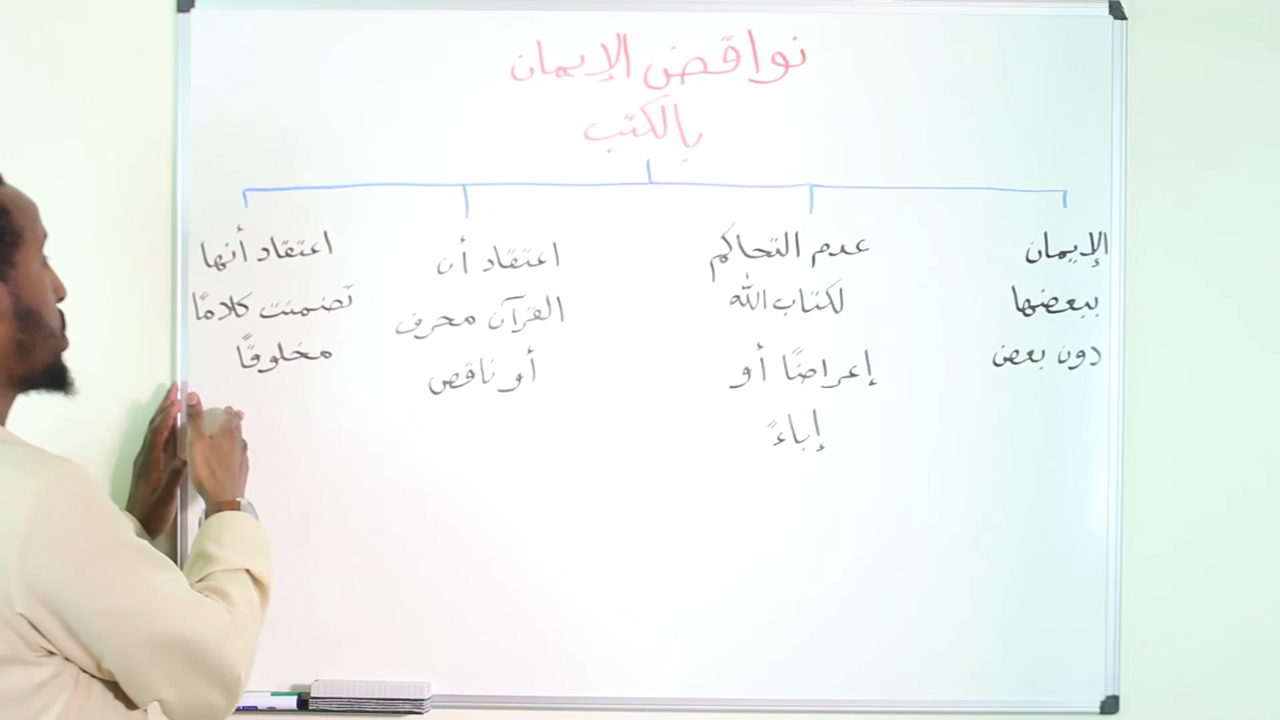 نواقض الإيمان
بالكتب
الإيمان
ببعضها
دون بعض
عدم التحاكم
لكتاب الله
إعراضًا أو
إباءً
اعتقاد أن
القرآن محرف
أو ناقص
اعتقاد أنها
تضمنت كلامًا
مخلوقًا